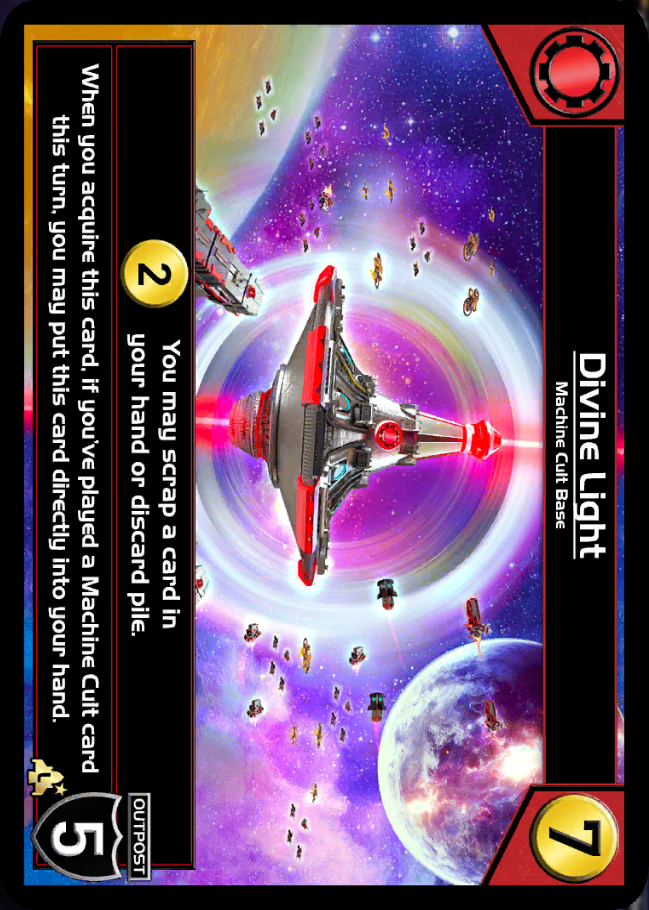 Divine Light
Machine Cult Base
7
2
You may scrap a card in
your hand or discard pile.
When you acquire this card, if you've played a Machine Cult card
this turn, you may put this card directly into your hand.
OUTPOST
5